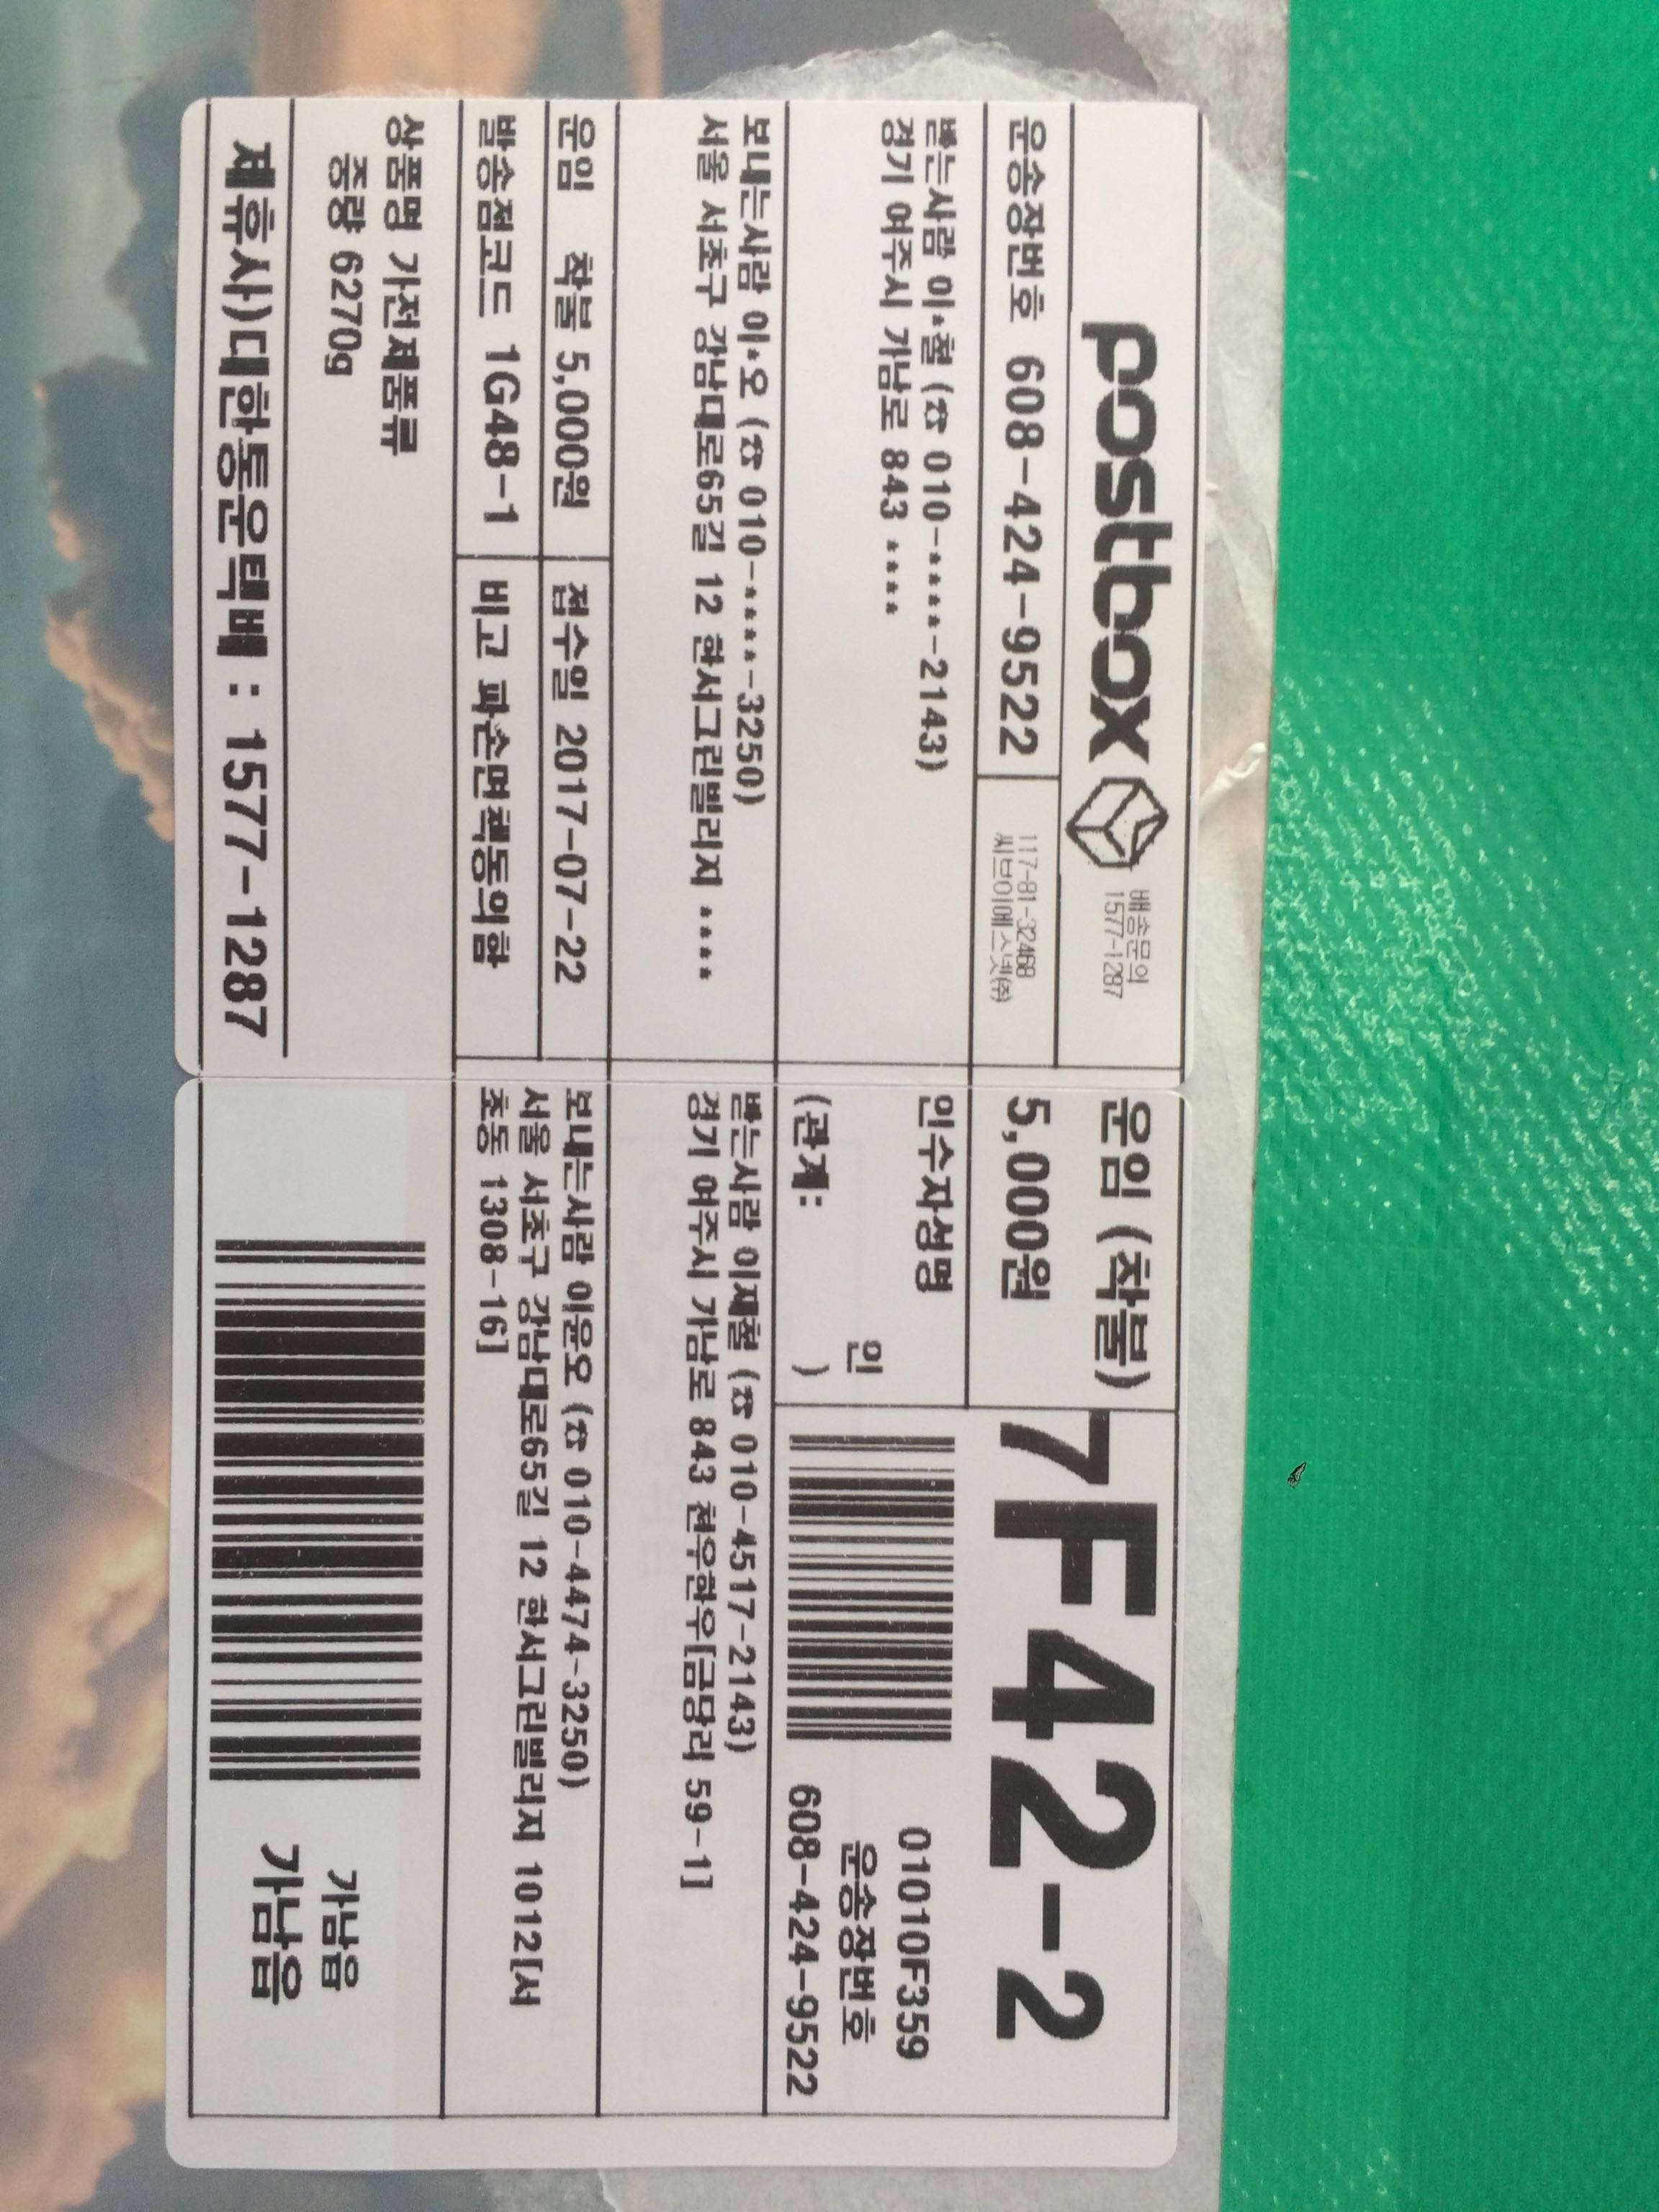 postbox
배송문의
1577-1287
운송장번호 608-424-9522
117-81-32468
씨브이에스넷(주)
받는사람 이*철 (☎ 010-****-2143)
경기 여주시 가남로 843 ****
보내는사람 이*오 (☎ 010-****-3250)
서울 서초구 강남대로65길 12 한서그린빌리지 ****
운임 착불 5,000원
접수일 2017-07-22
발송점코드 1G48-1
비고 파손면책동의함
상품명 가전제품류
중량 6270g
제휴사)대한통운택배 : 1577-1287
운임 (착불)
5,000원
7F42-2
인수자성명
인
(관계: )
01010F359
운송장번호
608-424-9522
받는사람 이재철 (☎ 010-4517-2143)
경기 여주시 가남로 843 천우한우[금당리 59-1]
보내는사람 이윤오 (☎ 010-4474-3250)
서울 서초구 강남대로65길 12 한서그린빌리지 1012[서
초동 1308-16]
가남읍
가남읍